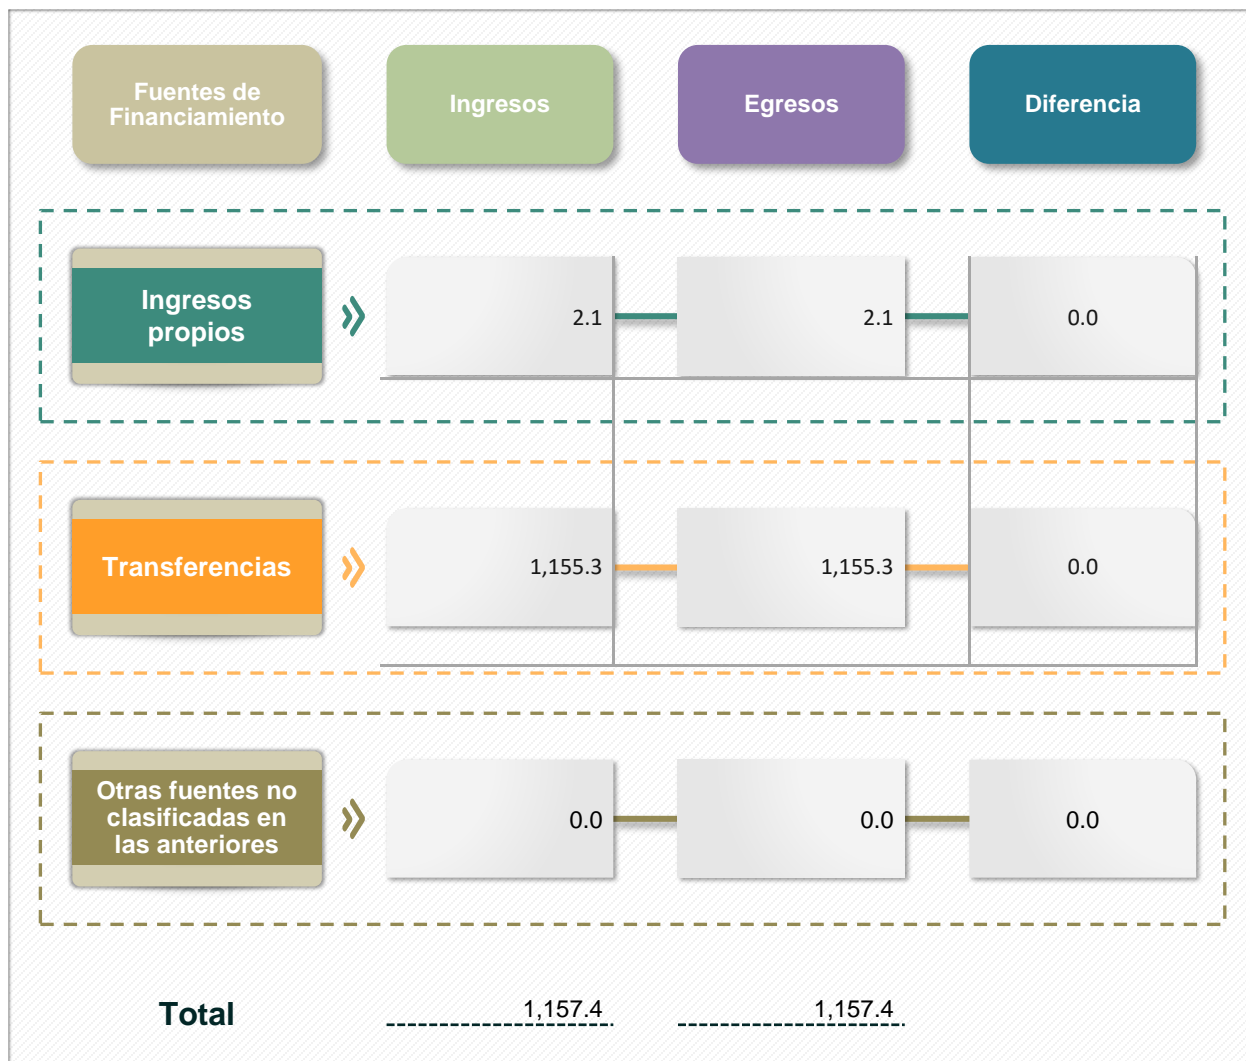 Fuentes de
Financiamiento
Ingresos
Egresos
Diferencia
Ingresos
propios
2.1
2.1
0.0
Transferencias
1,155.3
1,155.3
0.0
Otras fuentes no
clasificadas en
las anteriores
0.0
0.0
0.0
Total
1,157.4
1,157.4